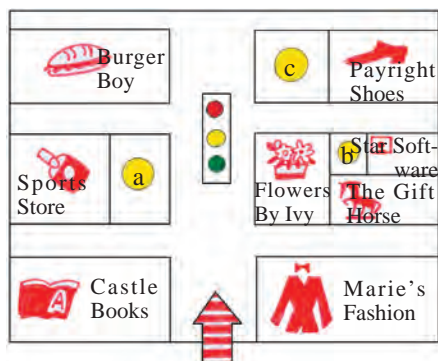 Burger
Boy
c
Payright
Shoes
Sports
Store
a
Flowers
By Ivy
b
Star Soft-
ware
The Gift
Horse
A
Castle
Books
Marie's
Fashion